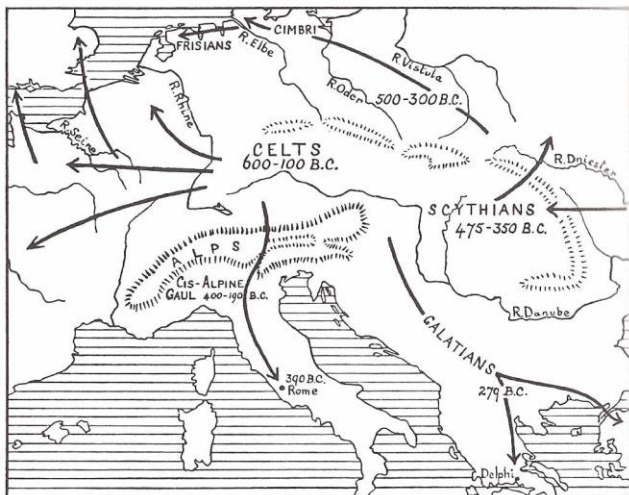 CIMBRI
FRISIANS
R.Elbe
R.Vistula
R.Oder
500-300 B.C.
R.Rhine
R.Seine
CELTS
600-100 B.C.
R.Dniester
SCYTHIANS
475-350 B.C.
ALPS
CIS-ALPINE
GAUL 400-190 B.C.
R.Danube
GALATIANS
390 B.C.
Rome
279 B.C.
Delphi